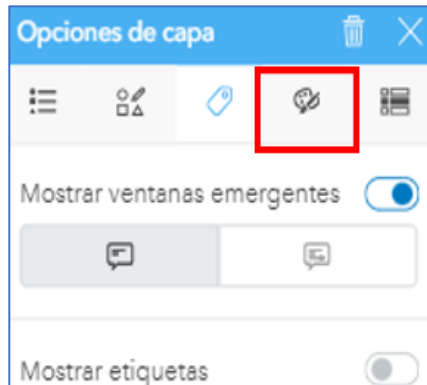 Opciones de capa
Mostrar ventanas emergentes
Mostrar etiquetas